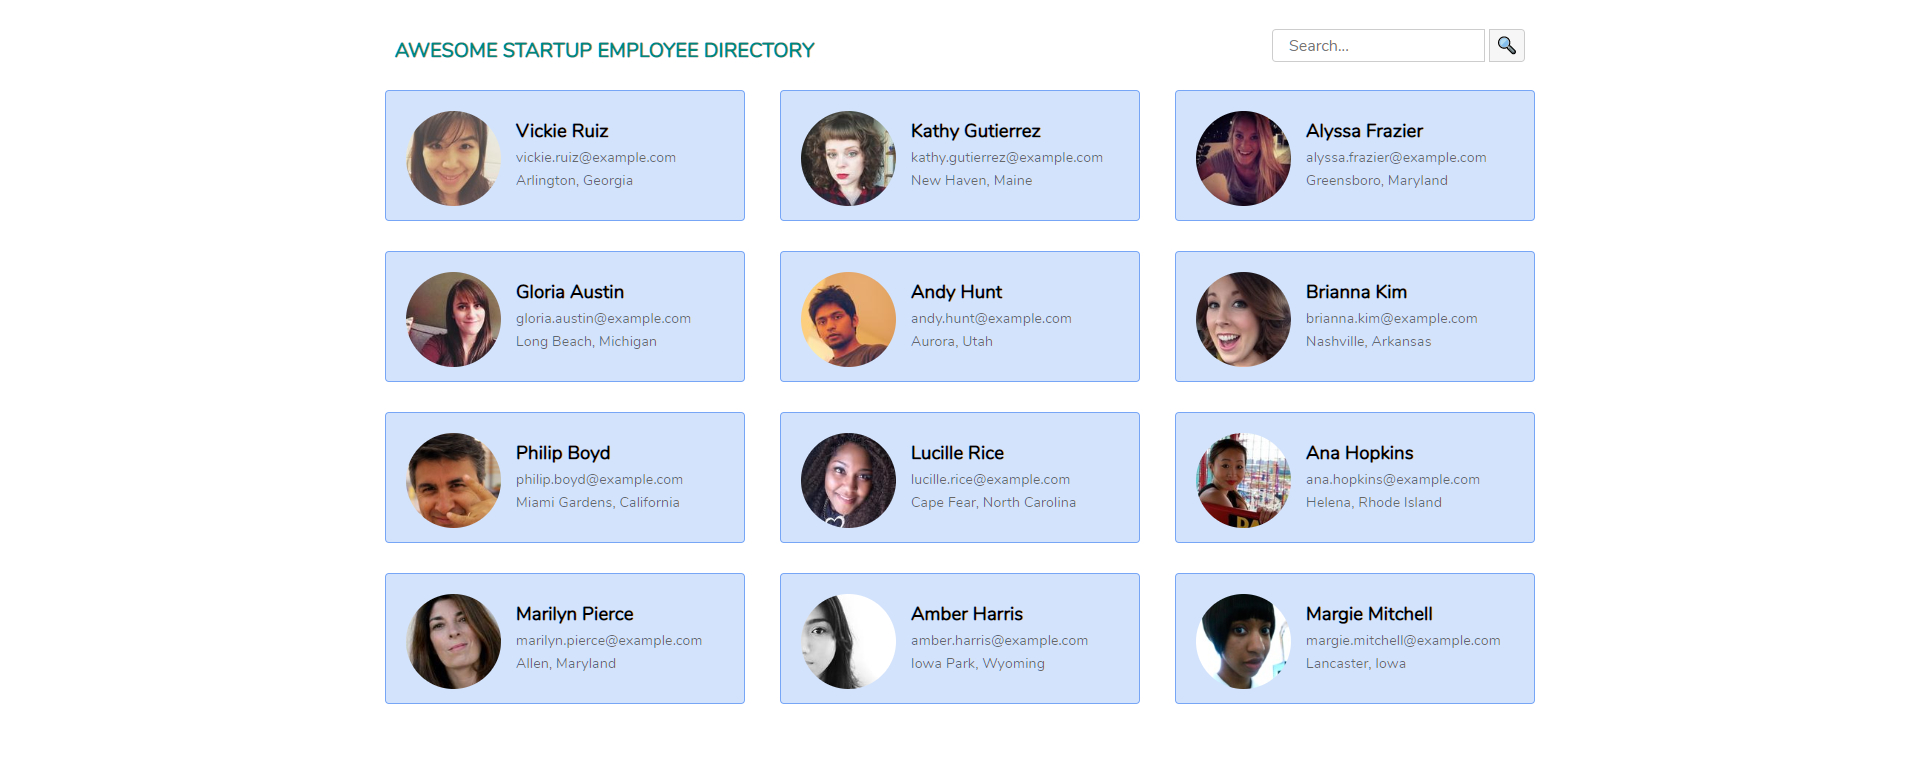 AWESOME STARTUP EMPLOYEE DIRECTORY
Search...
Vickie Ruiz
vickie.ruiz@example.com
Arlington, Georgia
Kathy Gutierrez
kathy.gutierrez@example.com
New Haven, Maine
Alyssa Frazier
alyssa.frazier@example.com
Greensboro, Maryland
Gloria Austin
gloria.austin@example.com
Long Beach, Michigan
Andy Hunt
andy.hunt@example.com
Aurora, Utah
Brianna Kim
brianna.kim@example.com
Nashville, Arkansas
Philip Boyd
philip.boyd@example.com
Miami Gardens, California
Lucille Rice
lucille.rice@example.com
Cape Fear, North Carolina
Ana Hopkins
ana.hopkins@example.com
Helena, Rhode Island
Marilyn Pierce
marilyn.pierce@example.com
Allen, Maryland
Amber Harris
amber.harris@example.com
Iowa Park, Wyoming
Margie Mitchell
margie.mitchell@example.com
Lancaster, Iowa